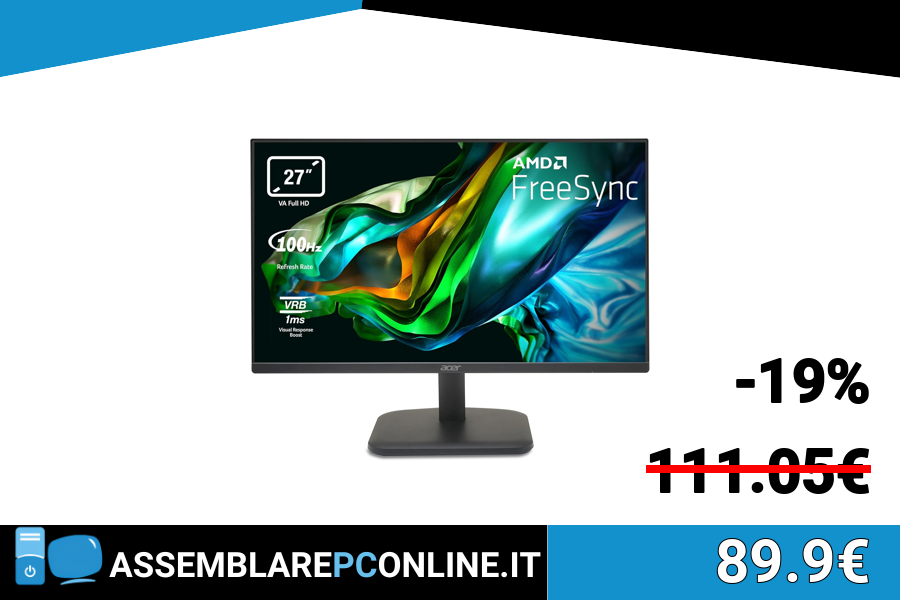 27"
VA Full HD
100Hz
Refresh Rate
VRB
1ms
Visual Response
Boost
AMD
FreeSync
acer
-19%
111.05€
ASSEMBLAREPCONLINE.IT
89.9€